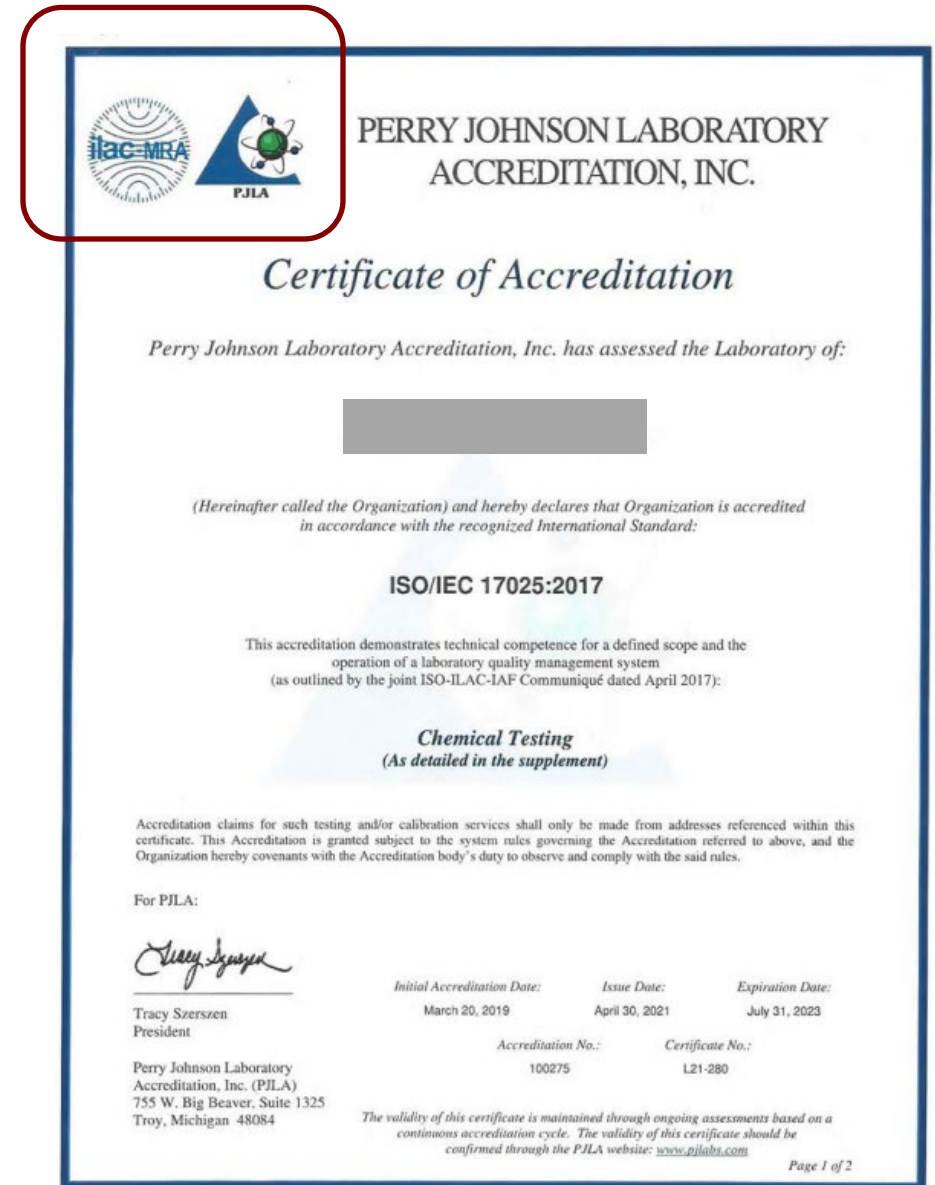 ilac-MRA
PJLA
PERRY JOHNSON LABORATORY
ACCREDITATION, INC.
Certificate of Accreditation
Perry Johnson Laboratory Accreditation, Inc. has assessed the Laboratory of:
(Hereinafter called the Organization) and hereby declares that Organization is accredited
in accordance with the recognized International Standard:
ISO/IEC 17025:2017
This accreditation demonstrates technical competence for a defined scope and the
operation of a laboratory quality management system
(as outlined by the joint ISO-ILAC-IAF Communiqué dated April 2017):
Chemical Testing
(As detailed in the supplement)
Accreditation claims for such testing and/or calibration services shall only be made from addresses referenced within this
certificate. This Accreditation is granted subject to the system rules governing the Accreditation referred to above, and the
Organization hereby covenants with the Accreditation body's duty to observe and comply with the said rules.
For PJLA:
Tracy Szerszen
Tracy Szerszen
President
Perry Johnson Laboratory
Accreditation, Inc. (PJLA)
755 W. Big Beaver, Suite 1325
Troy, Michigan 48084
Initial Accreditation Date: Issue Date: Expiration Date:
March 20, 2019 April 30, 2021 July 31, 2023
Accreditation No.: Certificate No.:
100275 L21-280
The validity of this certificate is maintained through ongoing assessments based on a
continuous accreditation cycle. The validity of this certificate should be
confirmed through the PJLA website: www.pjlabs.com
Page 1 of 2